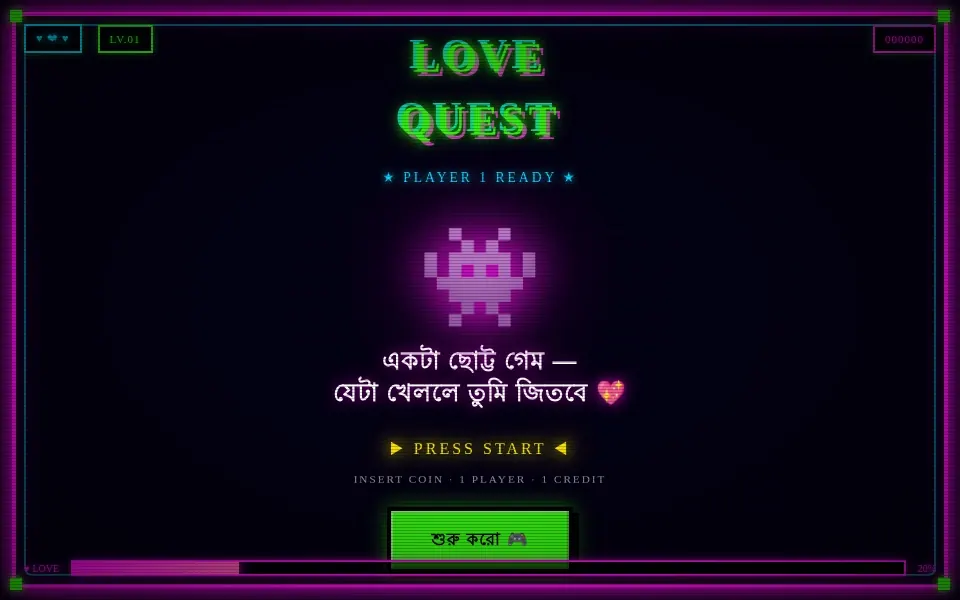 ♥ ❤ ♥ LV.01 000000
LOVE
QUEST
★ PLAYER 1 READY ★
একটা ছোট্ট গেম —
যেটা খেললে তুমি জিতবে 💖
▶ PRESS START ◀
INSERT COIN · 1 PLAYER · 1 CREDIT
শুরু করো 🎮
♥ LOVE 20%